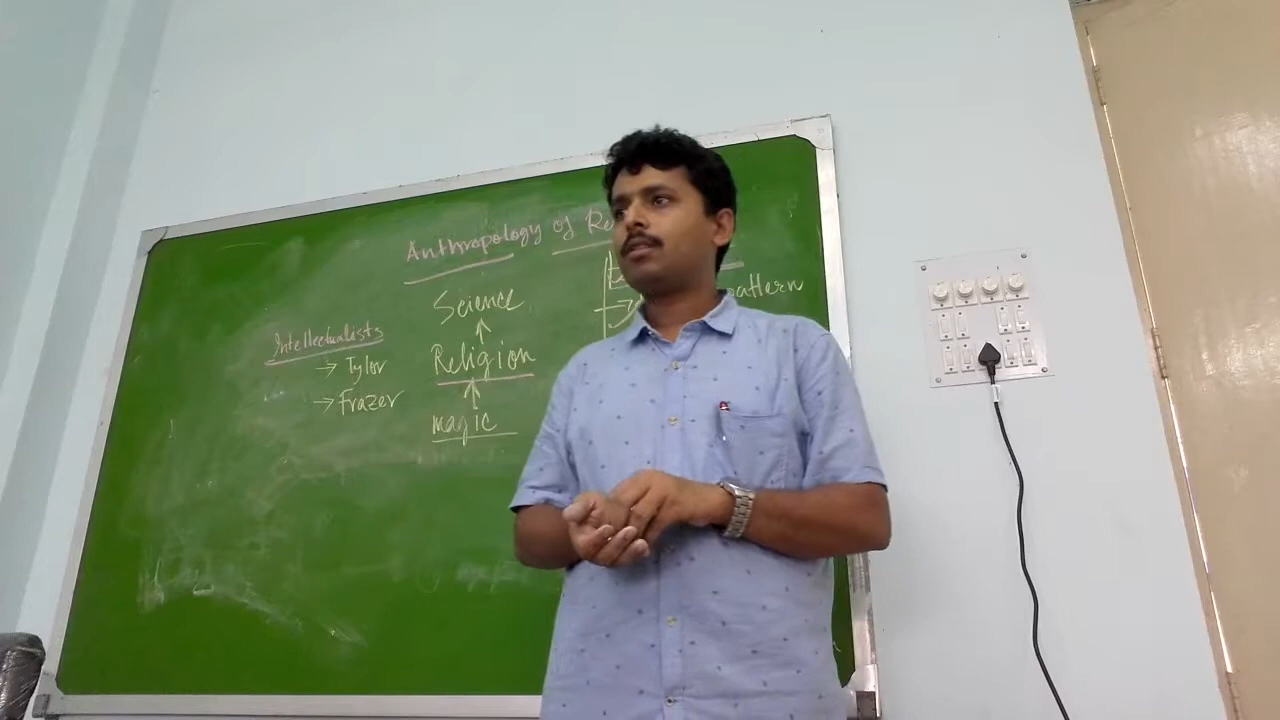 Anthropology of Re
Science
Religion
magic
Intellectualists
→ Tylor
→ Frazer
pattern